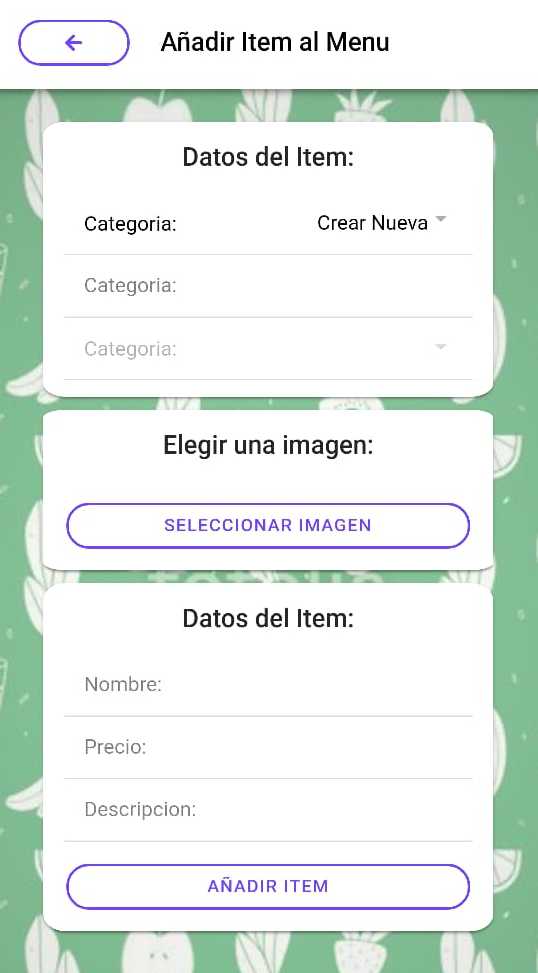 Añadir Item al Menu
Datos del Item:
Categoria: Crear Nueva
Categoria:
Categoria:
Elegir una imagen:
SELECCIONAR IMAGEN
Datos del Item:
Nombre:
Precio:
Descripcion:
AÑADIR ITEM